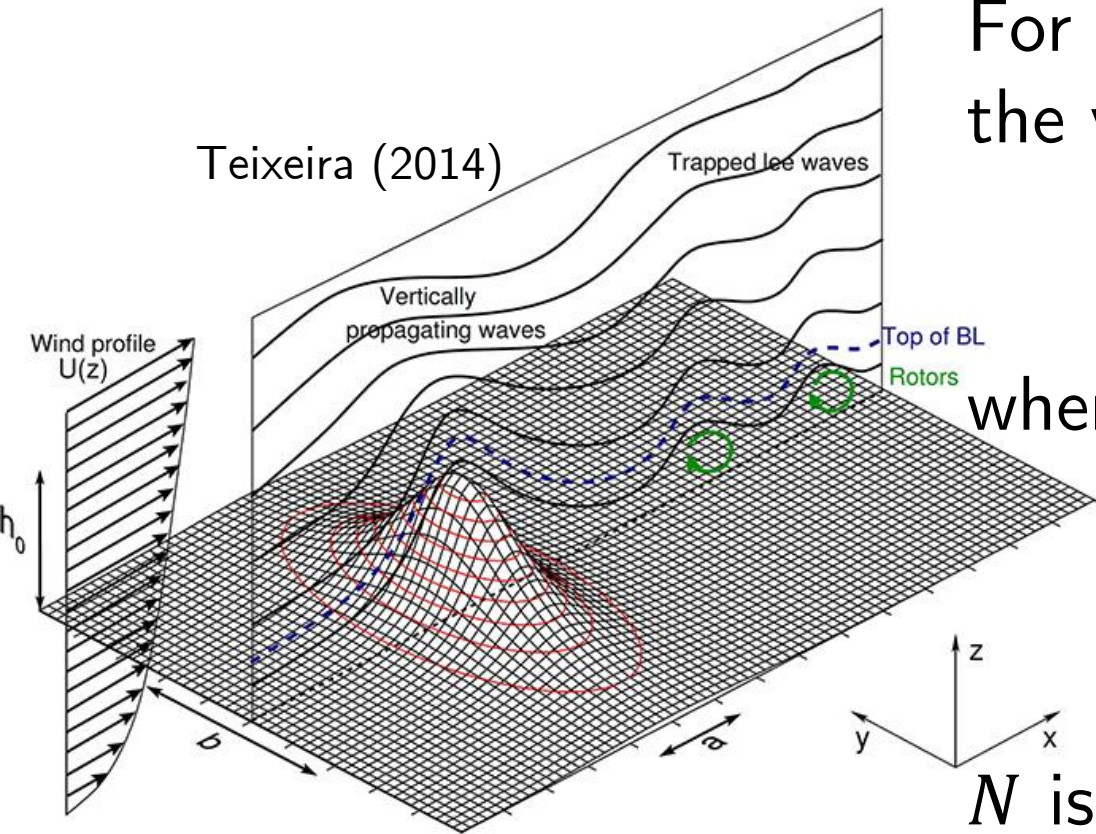 For
the
Teixeira (2014)
Trapped lee waves
Vertically
propagating waves
Wind profile
U(z)
Top of BL
Rotors
h₀
b
a
z
y
x
N is